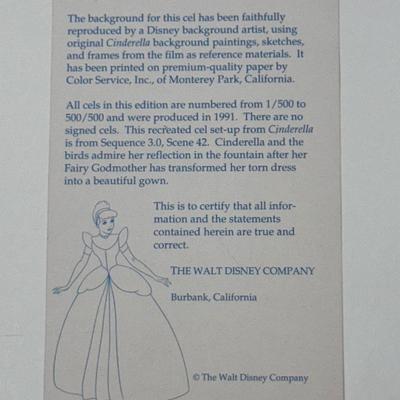 The background for this cel has been faithfully
reproduced by a Disney background artist, using
original Cinderella background paintings, sketches,
and frames from the film as reference materials. It
has been printed on premium-quality paper by
Color Service, Inc., of Monterey Park, California.
All cels in this edition are numbered from 1/500 to
500/500 and were produced in 1991. There are no
signed cels. This recreated cel set-up from Cinderella
is from Sequence 3.0, Scene 42. Cinderella and the
birds admire her reflection in the fountain after her
Fairy Godmother has transformed her torn dress
into a beautiful gown.
This is to certify that all infor-
mation and the statements
contained herein are true and
correct.
THE WALT DISNEY COMPANY
Burbank, California
© The Walt Disney Company